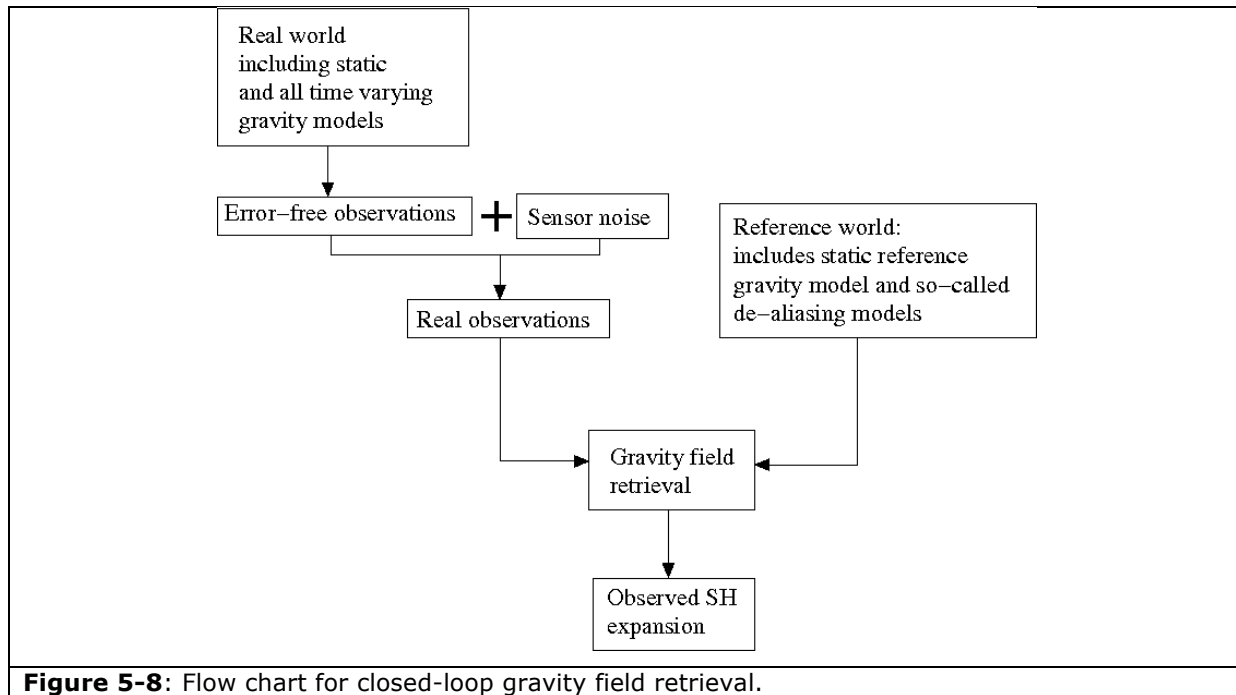 Real world
including static
and all time varying
gravity models
Error−free observations
+
Sensor noise
Reference world:
includes static reference
gravity model and so−called
de−aliasing models
Real observations
Gravity field
retrieval
Observed SH
expansion
Figure 5-8: Flow chart for closed-loop gravity field retrieval.